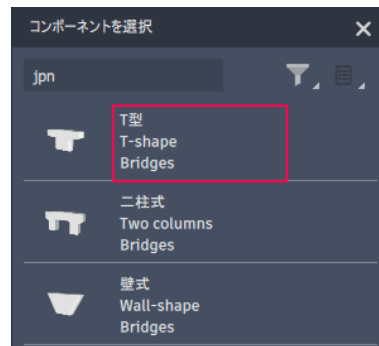 コンポーネントを選択
jpn
T型
T-shape
Bridges
二柱式
Two columns
Bridges
壁式
Wall-shape
Bridges